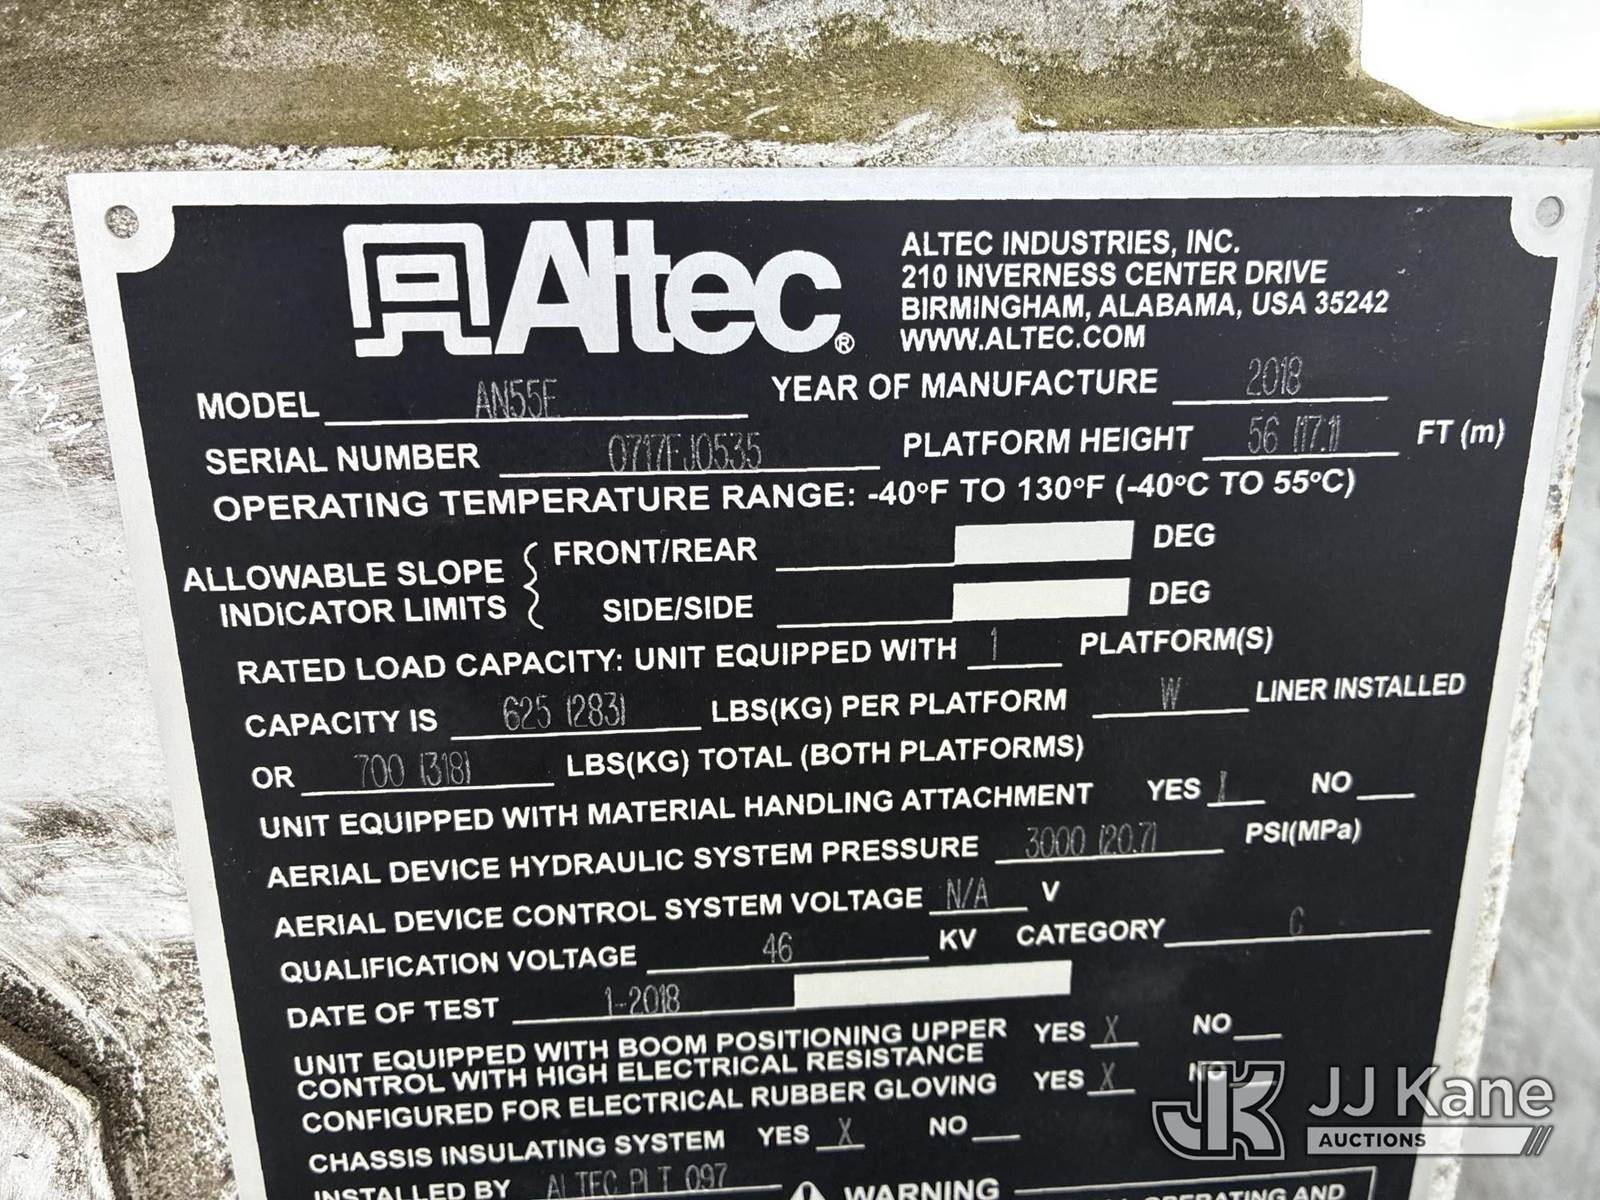 Altec®
ALTEC INDUSTRIES, INC.
210 INVERNESS CENTER DRIVE
BIRMINGHAM, ALABAMA, USA 35242
WWW.ALTEC.COM
MODEL AN55E YEAR OF MANUFACTURE 2018
SERIAL NUMBER 0717FJ0535 PLATFORM HEIGHT 56 (17.1) FT (m)
OPERATING TEMPERATURE RANGE: -40°F TO 130°F (-40°C TO 55°C)
ALLOWABLE SLOPE INDICATOR LIMITS { FRONT/REAR DEG
SIDE/SIDE DEG
RATED LOAD CAPACITY: UNIT EQUIPPED WITH 1 PLATFORM(S)
CAPACITY IS 625 (283) LBS(KG) PER PLATFORM W LINER INSTALLED
OR 700 (318) LBS(KG) TOTAL (BOTH PLATFORMS)
UNIT EQUIPPED WITH MATERIAL HANDLING ATTACHMENT YES NO
AERIAL DEVICE HYDRAULIC SYSTEM PRESSURE 3000 (20.7) PSI(MPa)
AERIAL DEVICE CONTROL SYSTEM VOLTAGE N/A V
QUALIFICATION VOLTAGE 46 KV CATEGORY C
DATE OF TEST 1-2018
UNIT EQUIPPED WITH BOOM POSITIONING UPPER YES X NO
CONTROL WITH HIGH ELECTRICAL RESISTANCE
CONFIGURED FOR ELECTRICAL RUBBER GLOVING YES X NO
CHASSIS INSULATING SYSTEM YES X NO
INSTALLED BY ALTEC PLT 097
WARNING
OPERATING AND
JK JJ Kane
AUCTIONS